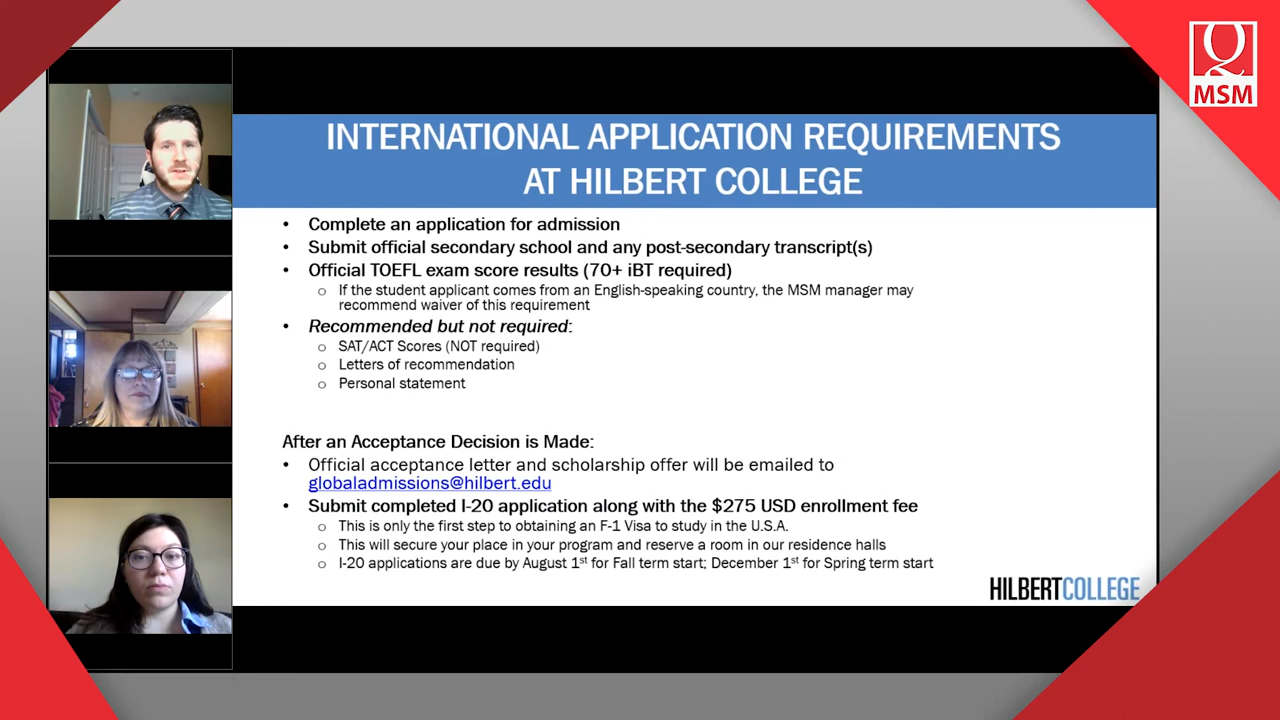 MSM
INTERNATIONAL APPLICATION REQUIREMENTS
AT HILBERT COLLEGE
• Complete an application for admission
• Submit official secondary school and any post-secondary transcript(s)
• Official TOEFL exam score results (70+ iBT required)
o If the student applicant comes from an English-speaking country, the MSM manager may
recommend waiver of this requirement
• Recommended but not required:
o SAT/ACT Scores (NOT required)
o Letters of recommendation
o Personal statement
After an Acceptance Decision is Made:
• Official acceptance letter and scholarship offer will be emailed to
globaladmissions@hilbert.edu
• Submit completed I-20 application along with the $275 USD enrollment fee
o This is only the first step to obtaining an F-1 Visa to study in the U.S.A.
o This will secure your place in your program and reserve a room in our residence halls
o I-20 applications are due by August 1st for Fall term start; December 1st for Spring term start
HILBERTCOLLEGE